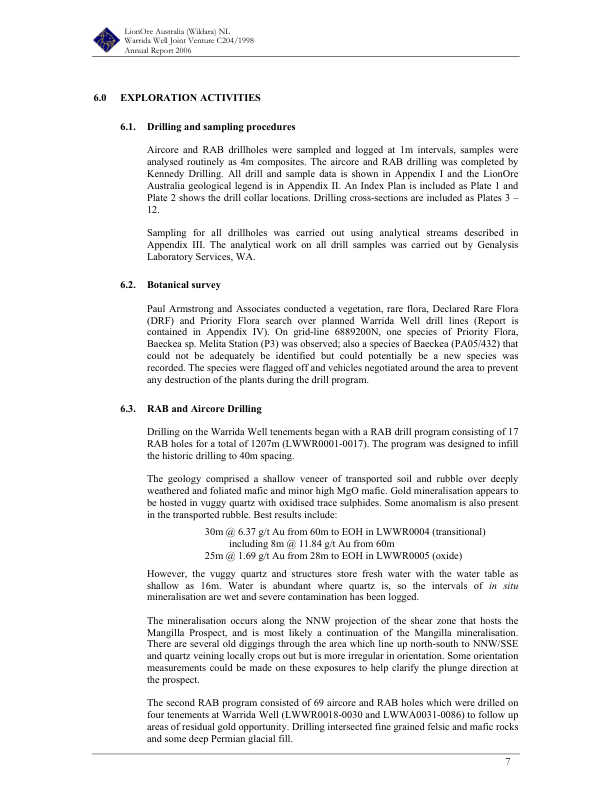 LionOre Australia (Wildara) NL
Warrida Well Joint Venture C204/1998
Annual Report 2006
6.0 EXPLORATION ACTIVITIES
6.1. Drilling and sampling procedures
Aircore and RAB drillholes were sampled and logged at 1m intervals, samples were
analysed routinely as 4m composites. The aircore and RAB drilling was completed by
Kennedy Drilling. All drill and sample data is shown in Appendix I and the LionOre
Australia geological legend is in Appendix II. An Index Plan is included as Plate 1 and
Plate 2 shows the drill collar locations. Drilling cross-sections are included as Plates 3 –
12.
Sampling for all drillholes was carried out using analytical streams described in
Appendix III. The analytical work on all drill samples was carried out by Genalysis
Laboratory Services, WA.
6.2. Botanical survey
Paul Armstrong and Associates conducted a vegetation, rare flora, Declared Rare Flora
(DRF) and Priority Flora search over planned Warrida Well drill lines (Report is
contained in Appendix IV). On grid-line 6889200N, one species of Priority Flora,
Baeckea sp. Melita Station (P3) was observed; also a species of Baeckea (PA05/432) that
could not be adequately be identified but could potentially be a new species was
recorded. The species were flagged off and vehicles negotiated around the area to prevent
any destruction of the plants during the drill program.
6.3. RAB and Aircore Drilling
Drilling on the Warrida Well tenements began with a RAB drill program consisting of 17
RAB holes for a total of 1207m (LWWR0001-0017). The program was designed to infill
the historic drilling to 40m spacing.
The geology comprised a shallow veneer of transported soil and rubble over deeply
weathered and foliated mafic and minor high MgO mafic. Gold mineralisation appears to
be hosted in vuggy quartz with oxidised trace sulphides. Some anomalism is also present
in the transported rubble. Best results include:
30m @ 6.37 g/t Au from 60m to EOH in LWWR0004 (transitional)
including 8m @ 11.84 g/t Au from 60m
25m @ 1.69 g/t Au from 28m to EOH in LWWR0005 (oxide)
However, the vuggy quartz and structures store fresh water with the water table as
shallow as 16m. Water is abundant where quartz is, so the intervals of in situ
mineralisation are wet and severe contamination has been logged.
The mineralisation occurs along the NNW projection of the shear zone that hosts the
Mangilla Prospect, and is most likely a continuation of the Mangilla mineralisation.
There are several old diggings through the area which line up north-south to NNW/SSE
and quartz veining locally crops out but is more irregular in orientation. Some orientation
measurements could be made on these exposures to help clarify the plunge direction at
the prospect.
The second RAB program consisted of 69 aircore and RAB holes which were drilled on
four tenements at Warrida Well (LWWR0018-0030 and LWWA0031-0086) to follow up
areas of residual gold opportunity. Drilling intersected fine grained felsic and mafic rocks
and some deep Permian glacial fill.
7